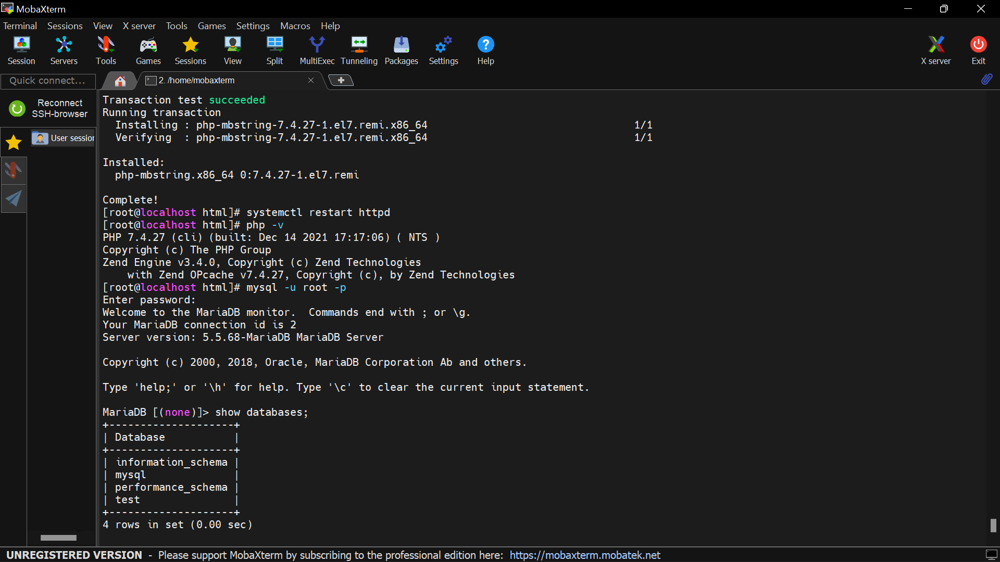 MobaXterm
Terminal Sessions View X server Tools Games Settings Macros Help
Session Servers Tools Games Sessions View Split MultiExec Tunneling Packages Settings Help X server Exit
Quick connect... 2. /home/mobaxterm
Reconnect
SSH-browser
User session
Transaction test succeeded
Running transaction
  Installing : php-mbstring-7.4.27-1.el7.remi.x86_64 1/1
  Verifying  : php-mbstring-7.4.27-1.el7.remi.x86_64 1/1
Installed:
  php-mbstring.x86_64 0:7.4.27-1.el7.remi
Complete!
[root@localhost html]# systemctl restart httpd
[root@localhost html]# php -v
PHP 7.4.27 (cli) (built: Dec 14 2021 17:17:06) ( NTS )
Copyright (c) The PHP Group
Zend Engine v3.4.0, Copyright (c) Zend Technologies
    with Zend OPcache v7.4.27, Copyright (c), by Zend Technologies
[root@localhost html]# mysql -u root -p
Enter password:
Welcome to the MariaDB monitor.  Commands end with ; or \g.
Your MariaDB connection id is 2
Server version: 5.5.68-MariaDB MariaDB Server
Copyright (c) 2000, 2018, Oracle, MariaDB Corporation Ab and others.
Type 'help;' or '\h' for help. Type '\c' to clear the current input statement.
MariaDB [(none)]> show databases;
+--------------------+
| Database           |
+--------------------+
| information_schema |
| mysql              |
| performance_schema |
| test               |
+--------------------+
4 rows in set (0.00 sec)
UNREGISTERED VERSION - Please support MobaXterm by subscribing to the professional edition here: https://mobaxterm.mobatek.net